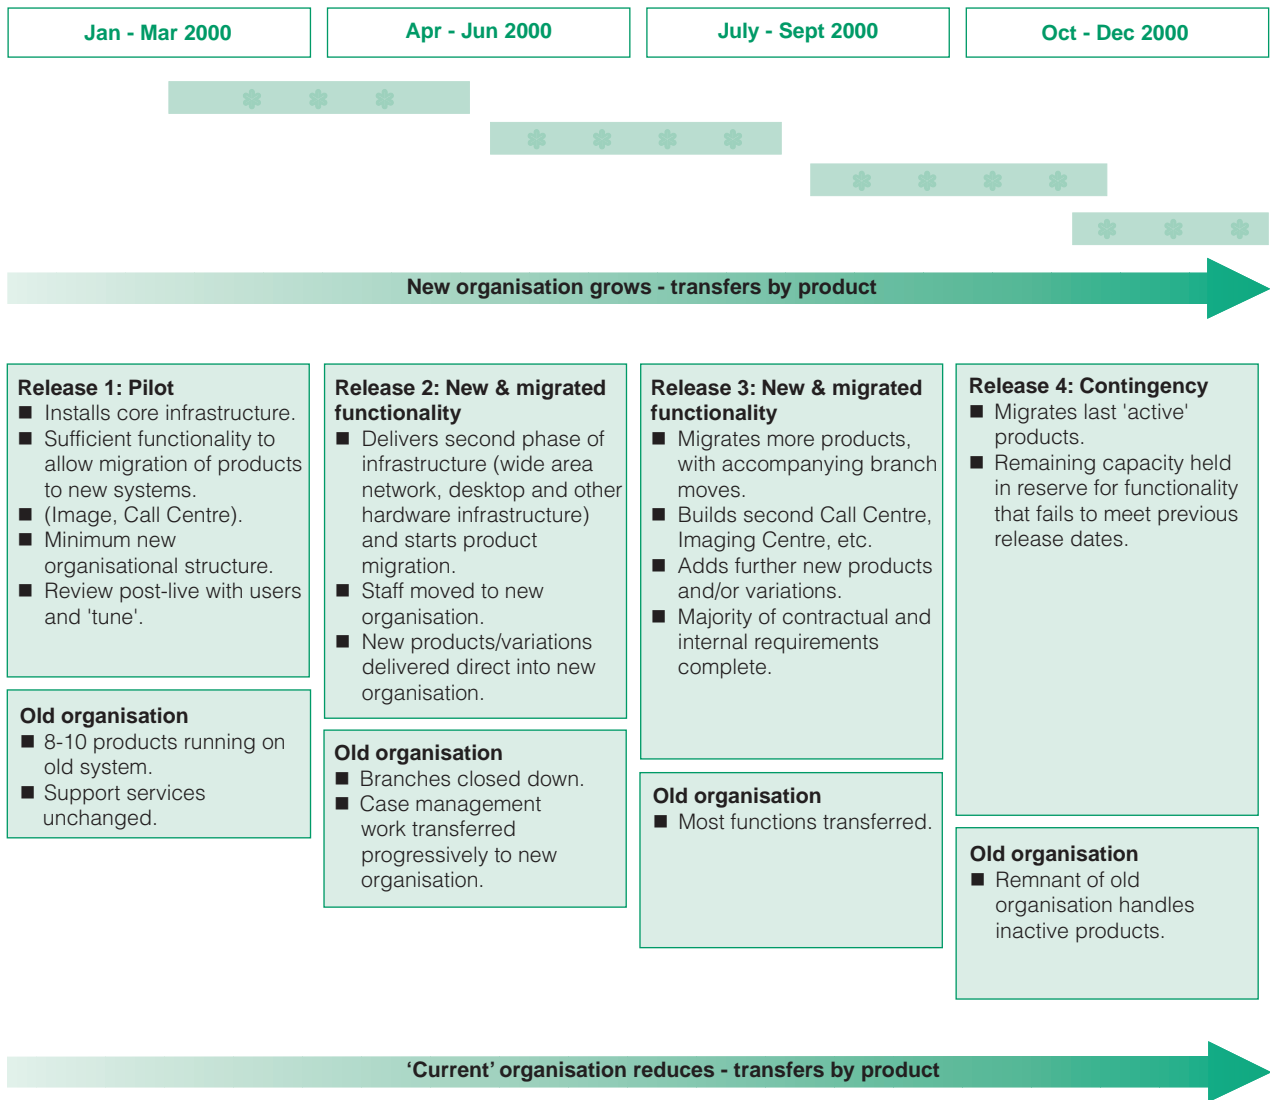 Jan - Mar 2000
Apr - Jun 2000
July - Sept 2000
Oct - Dec 2000
New organisation grows - transfers by product
Release 1: Pilot
■ Installs core infrastructure.
■ Sufficient functionality to
allow migration of products
to new systems.
■ (Image, Call Centre).
■ Minimum new
organisational structure.
■ Review post-live with users
and 'tune'.
Old organisation
■ 8-10 products running on
old system.
■ Support services
unchanged.
Release 2: New & migrated
functionality
■ Delivers second phase of
infrastructure (wide area
network, desktop and other
hardware infrastructure)
and starts product
migration.
■ Staff moved to new
organisation.
■ New products/variations
delivered direct into new
organisation.
Old organisation
■ Branches closed down.
■ Case management
work transferred
progressively to new
organisation.
Release 3: New & migrated
functionality
■ Migrates more products,
with accompanying branch
moves.
■ Builds second Call Centre,
Imaging Centre, etc.
■ Adds further new products
and/or variations.
■ Majority of contractual and
internal requirements
complete.
Old organisation
■ Most functions transferred.
Release 4: Contingency
■ Migrates last 'active'
products.
■ Remaining capacity held
in reserve for functionality
that fails to meet previous
release dates.
Old organisation
■ Remnant of old
organisation handles
inactive products.
‘Current’ organisation reduces - transfers by product